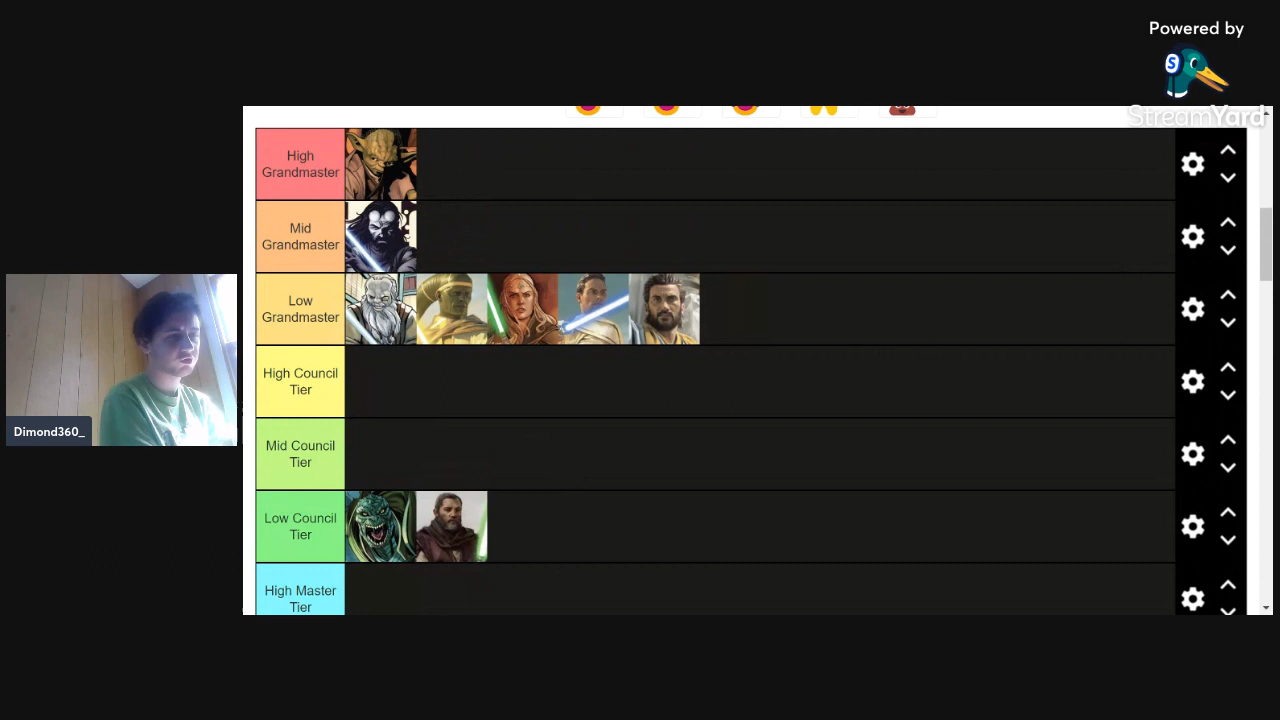 Powered by
StreamYard
High
Grandmaster
Mid
Grandmaster
Low
Grandmaster
High Council
Tier
Mid Council
Tier
Low Council
Tier
High Master
Tier
Dimond360_